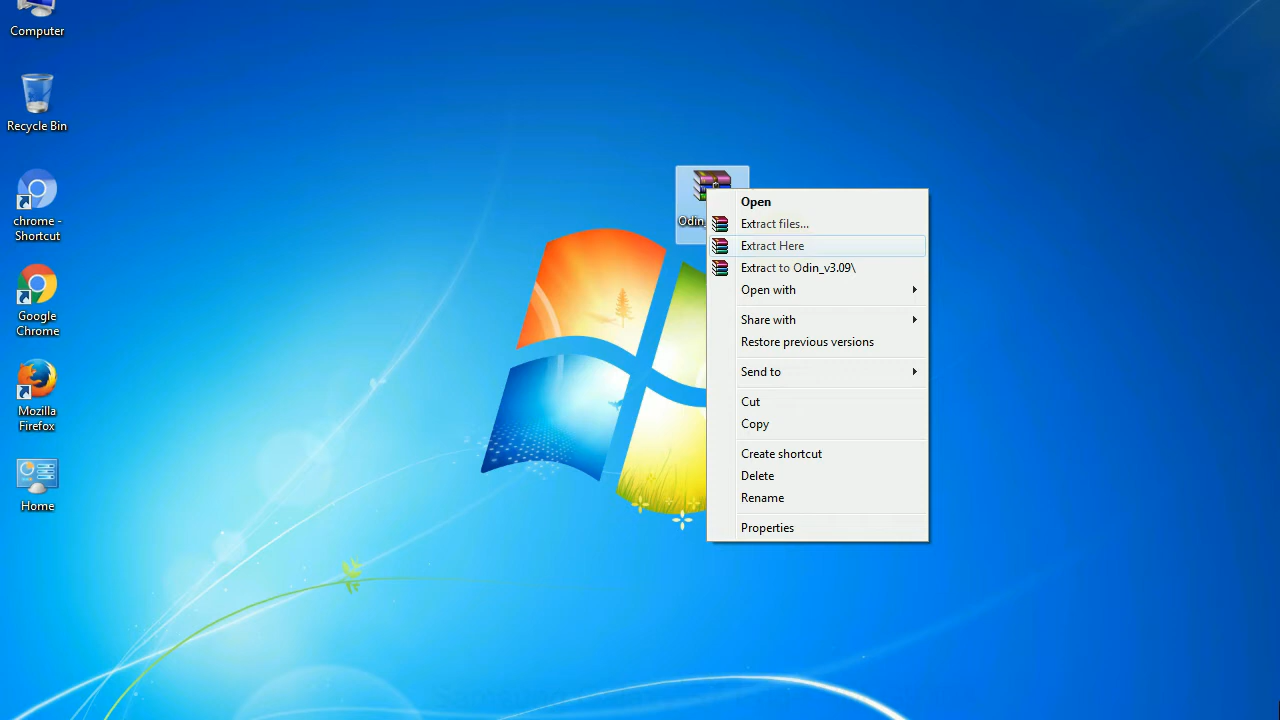 Computer
Recycle Bin
chrome -
Shortcut
Google
Chrome
Mozilla
Firefox
Home
Open
Extract files...
Extract Here
Extract to Odin_v3.09\
Open with
Share with
Restore previous versions
Send to
Cut
Copy
Create shortcut
Delete
Rename
Properties